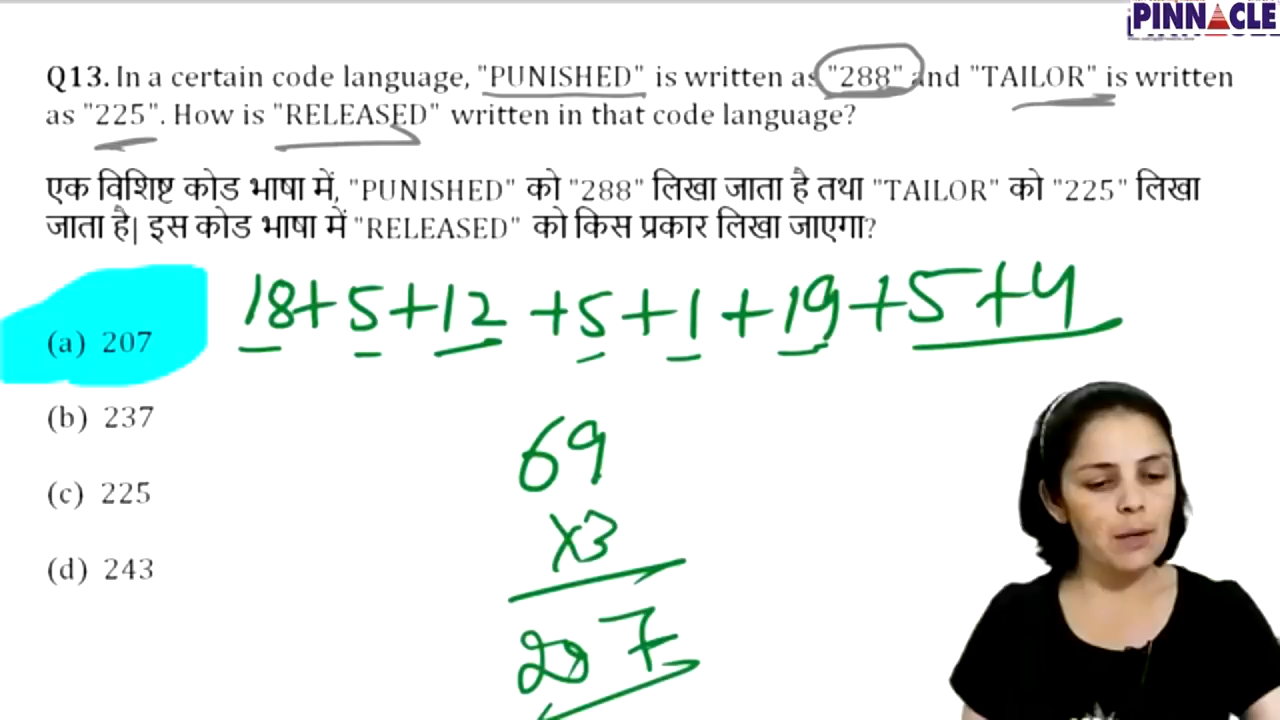 PINNACLE
Q13. In a certain code language, "PUNISHED" is written as "288" and "TAILOR" is written
as "225". How is "RELEASED" written in that code language?
एक विशिष्ट कोड भाषा में, "PUNISHED" को "288" लिखा जाता है तथा "TAILOR" को "225" लिखा
जाता है| इस कोड भाषा में "RELEASED" को किस प्रकार लिखा जाएगा?
18+5+12+5+1+19+5+4
(a) 207
(b) 237
(c) 225
(d) 243
69
x3
207